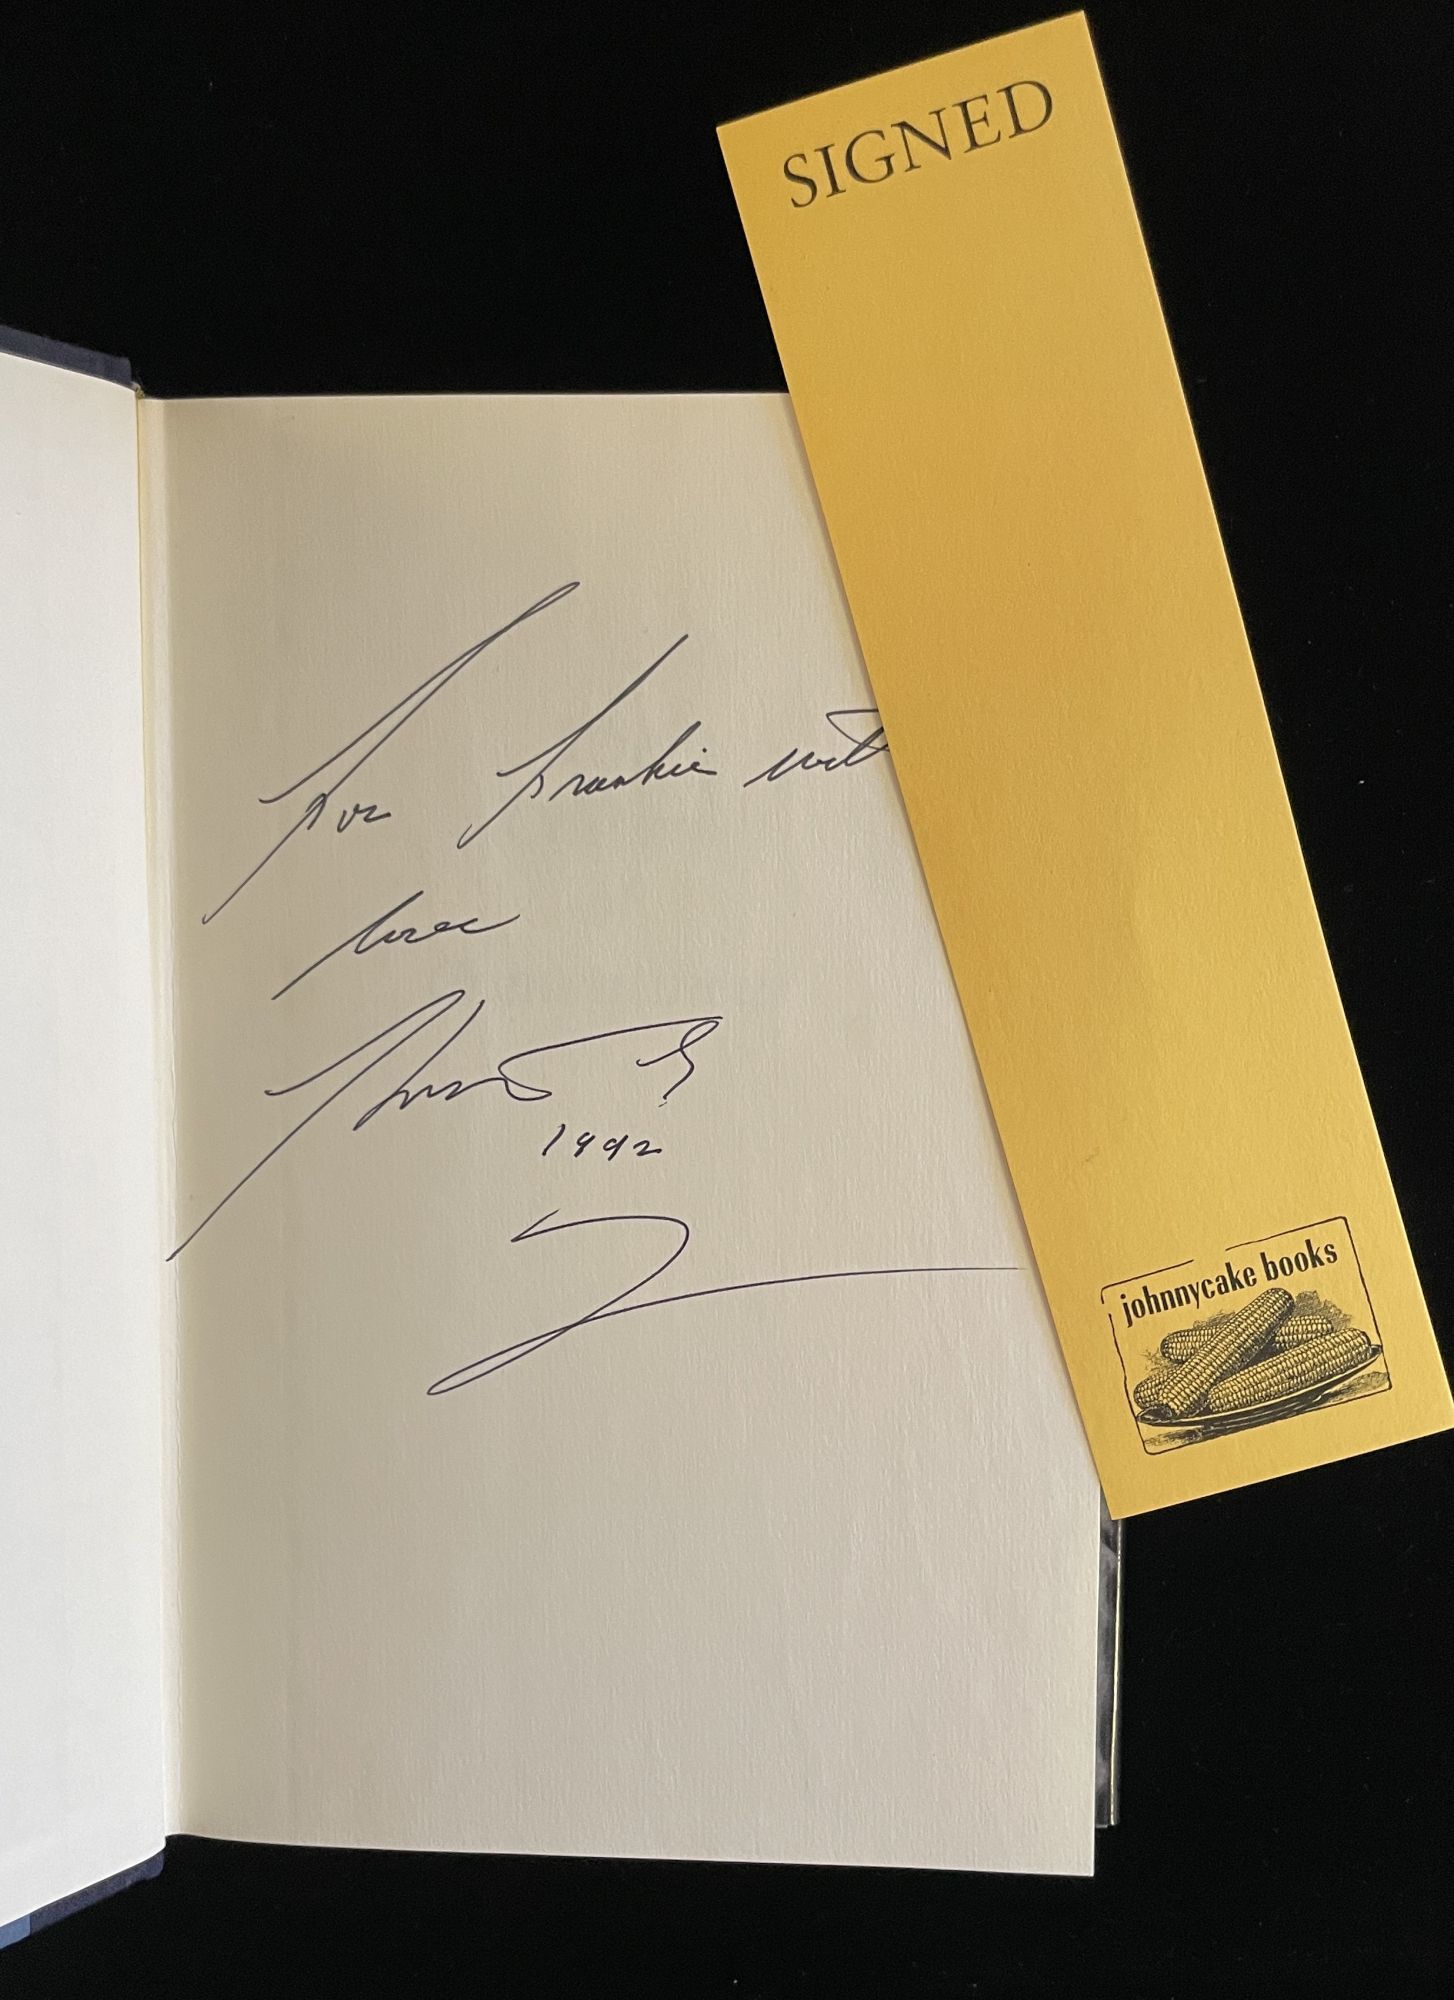 SIGNED
For Frankie with
love
1992
johnnycake books